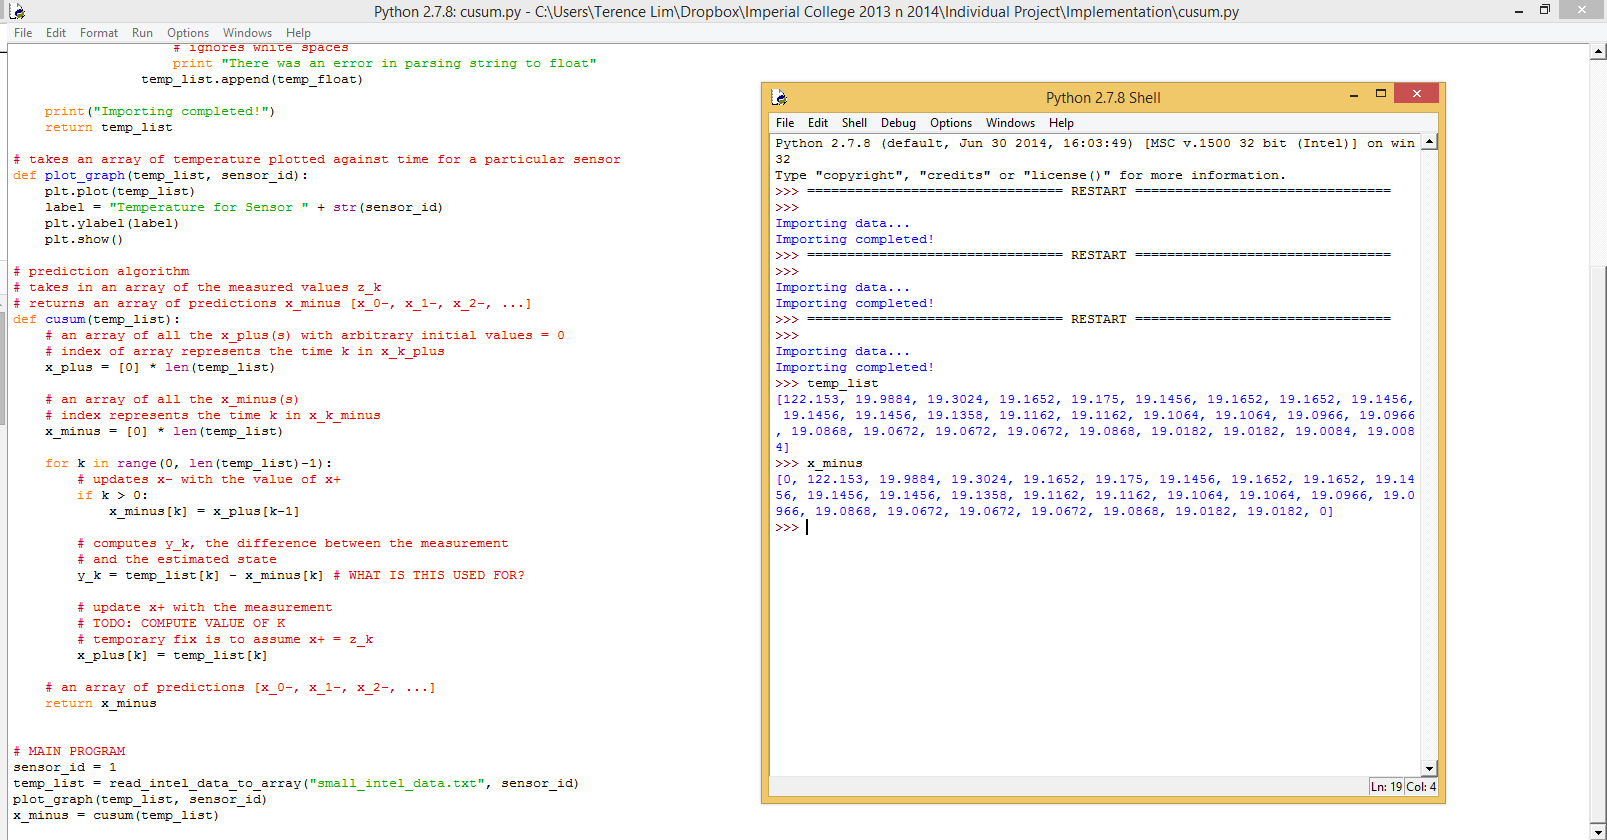 Python 2.7.8: cusum.py - C:\Users\Terence Lim\Dropbox\Imperial College 2013 n 2014\Individual Project\Implementation\cusum.py
File Edit Format Run Options Windows Help
# ignores white spaces
print "There was an error in parsing string to float"
temp_list.append(temp_float)
print("Importing completed!")
return temp_list
# takes an array of temperature plotted against time for a particular sensor
def plot_graph(temp_list, sensor_id):
plt.plot(temp_list)
label = "Temperature for Sensor " + str(sensor_id)
plt.ylabel(label)
plt.show()
# prediction algorithm
# takes in an array of the measured values z_k
# returns an array of predictions x_minus [x_0-, x_1-, x_2-, ...]
def cusum(temp_list):
# an array of all the x_plus(s) with arbitrary initial values = 0
# index of array represents the time k in x_k_plus
x_plus = [0] * len(temp_list)
# an array of all the x_minus(s)
# index represents the time k in x_k_minus
x_minus = [0] * len(temp_list)
for k in range(0, len(temp_list)-1):
# updates x- with the value of x+
if k > 0:
x_minus[k] = x_plus[k-1]
# computes y_k, the difference between the measurement
# and the estimated state
y_k = temp_list[k] - x_minus[k] # WHAT IS THIS USED FOR?
# update x+ with the measurement
# TODO: COMPUTE VALUE OF K
# temporary fix is to assume x+ = z_k
x_plus[k] = temp_list[k]
# an array of predictions [x_0-, x_1-, x_2-, ...]
return x_minus
# MAIN PROGRAM
sensor_id = 1
temp_list = read_intel_data_to_array("small_intel_data.txt", sensor_id)
plot_graph(temp_list, sensor_id)
x_minus = cusum(temp_list)
Python 2.7.8 Shell
File Edit Shell Debug Options Windows Help
Python 2.7.8 (default, Jun 30 2014, 16:03:49) [MSC v.1500 32 bit (Intel)] on win
32
Type "copyright", "credits" or "license()" for more information.
>>> ================================ RESTART ================================
>>>
Importing data...
Importing completed!
>>> ================================ RESTART ================================
>>>
Importing data...
Importing completed!
>>> ================================ RESTART ================================
>>>
Importing data...
Importing completed!
>>> temp_list
[122.153, 19.9884, 19.3024, 19.1652, 19.175, 19.1456, 19.1652, 19.1652, 19.1456,
19.1456, 19.1456, 19.1358, 19.1162, 19.1162, 19.1064, 19.1064, 19.0966, 19.0966
, 19.0868, 19.0672, 19.0672, 19.0672, 19.0868, 19.0182, 19.0182, 19.0084, 19.008
4]
>>> x_minus
[0, 122.153, 19.9884, 19.3024, 19.1652, 19.175, 19.1456, 19.1652, 19.1652, 19.14
56, 19.1456, 19.1456, 19.1358, 19.1162, 19.1162, 19.1064, 19.1064, 19.0966, 19.0
966, 19.0868, 19.0672, 19.0672, 19.0672, 19.0868, 19.0182, 19.0182, 0]
>>>
Ln: 19 Col: 4